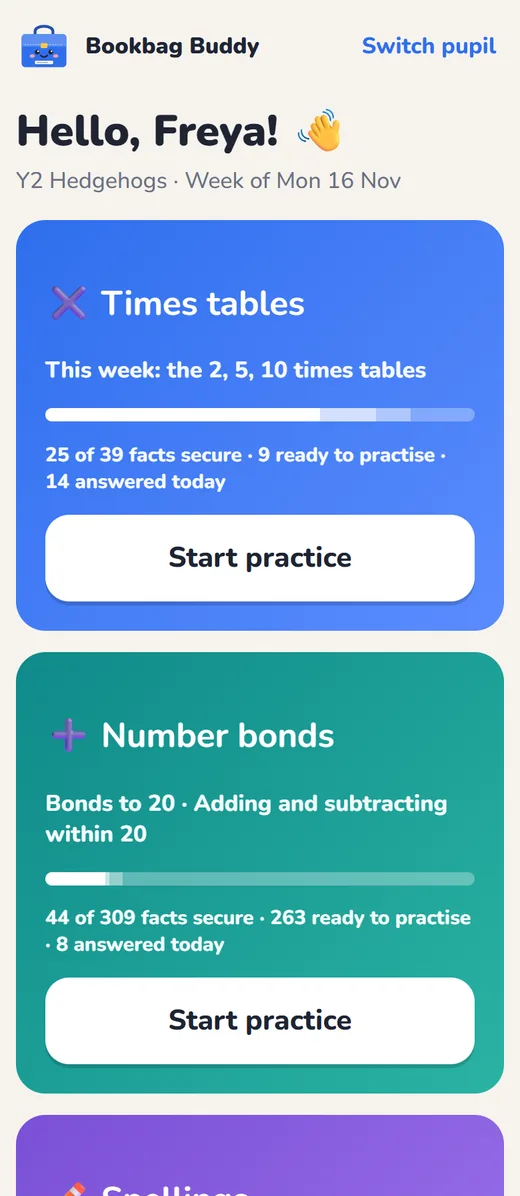 Bookbag Buddy
Switch pupil
Hello, Freya!
Y2 Hedgehogs · Week of Mon 16 Nov
Times tables
This week: the 2, 5, 10 times tables
25 of 39 facts secure · 9 ready to practise ·
14 answered today
Start practice
Number bonds
Bonds to 20 · Adding and subtracting
within 20
44 of 309 facts secure · 263 ready to practise
· 8 answered today
Start practice
Spellings